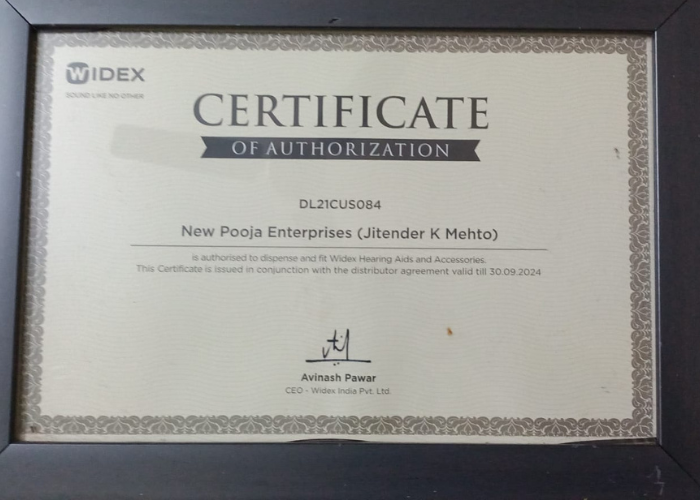 WIDEX
SOUND LIKE NO OTHER
CERTIFICATE
OF AUTHORIZATION
DL21CUS084
New Pooja Enterprises (Jitender K Mehto)
is authorised to dispense and fit Widex Hearing Aids and Accessories.
This Certificate is issued in conjunction with the distributor agreement valid till 30.09.2024
Avinash Pawar
CEO - Widex India Pvt. Ltd.